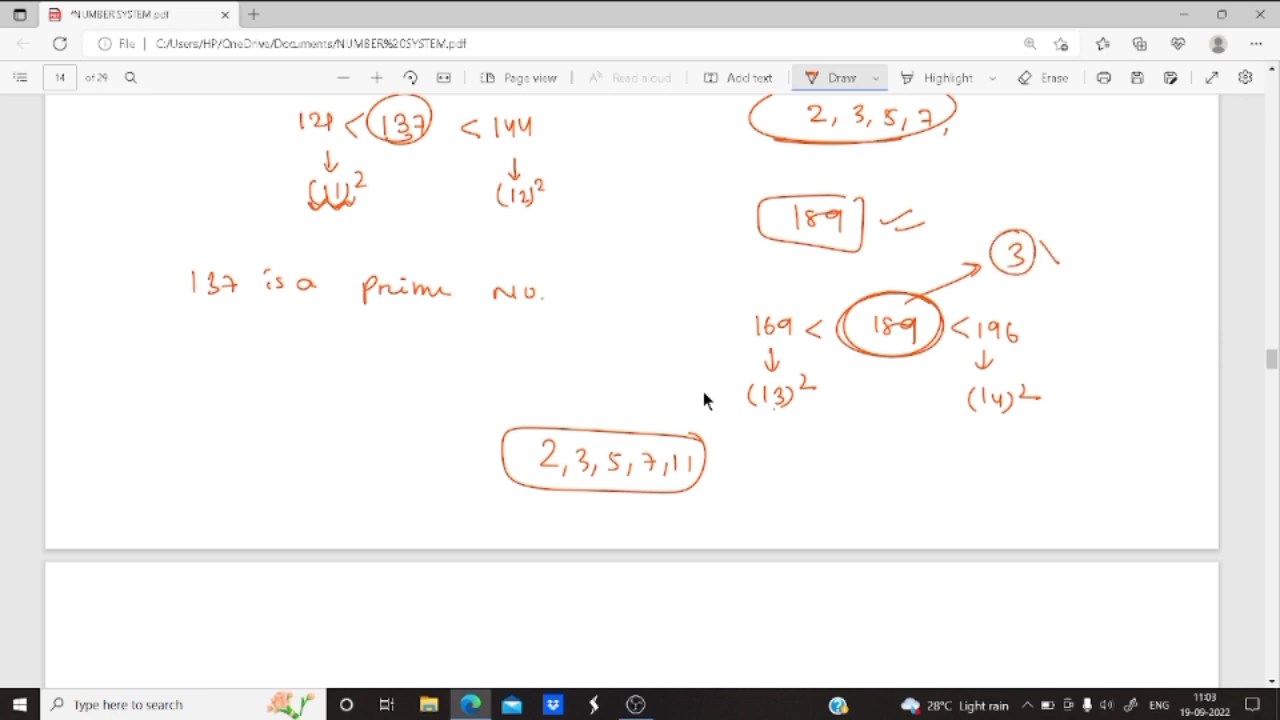 *NUMBER SYSTEM.pdf
File C:/Users/HP/OneDrive/Documents/NUMBER%20SYSTEM.pdf
14 of 29 Page view Read aloud Add text Draw Highlight Erase
121 < 137 < 144
(11)² (12)²
137 is a prime No.
2, 3, 5, 7,
189
3
169 < 189 < 196
(13)² (14)²
2, 3, 5, 7, 11
Type here to search
28°C Light rain ENG 11:03
19-09-2022